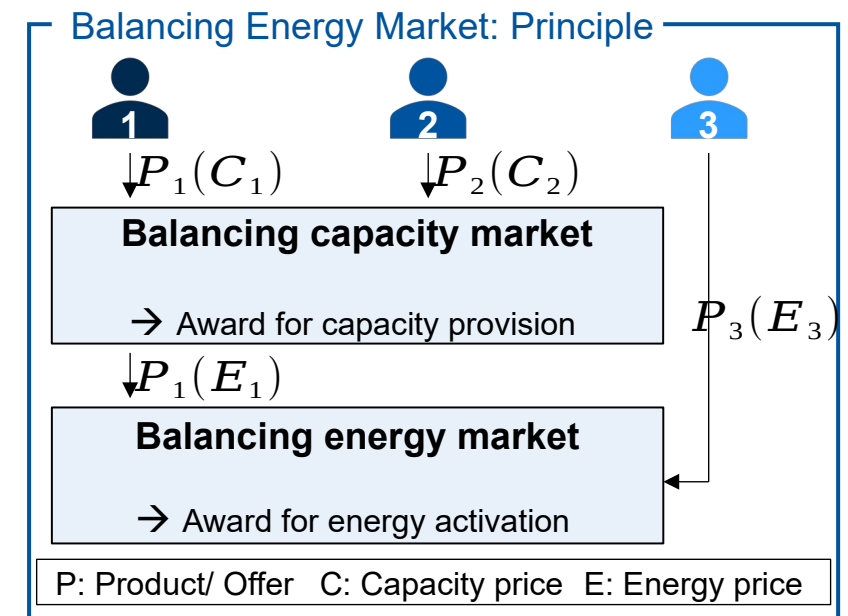 Balancing Energy Market: Principle
1 2 3
P₁(C₁) P₂(C₂)
Balancing capacity market
→ Award for capacity provision
P₃(E₃)
P₁(E₁)
Balancing energy market
→ Award for energy activation
P: Product/ Offer C: Capacity price E: Energy price